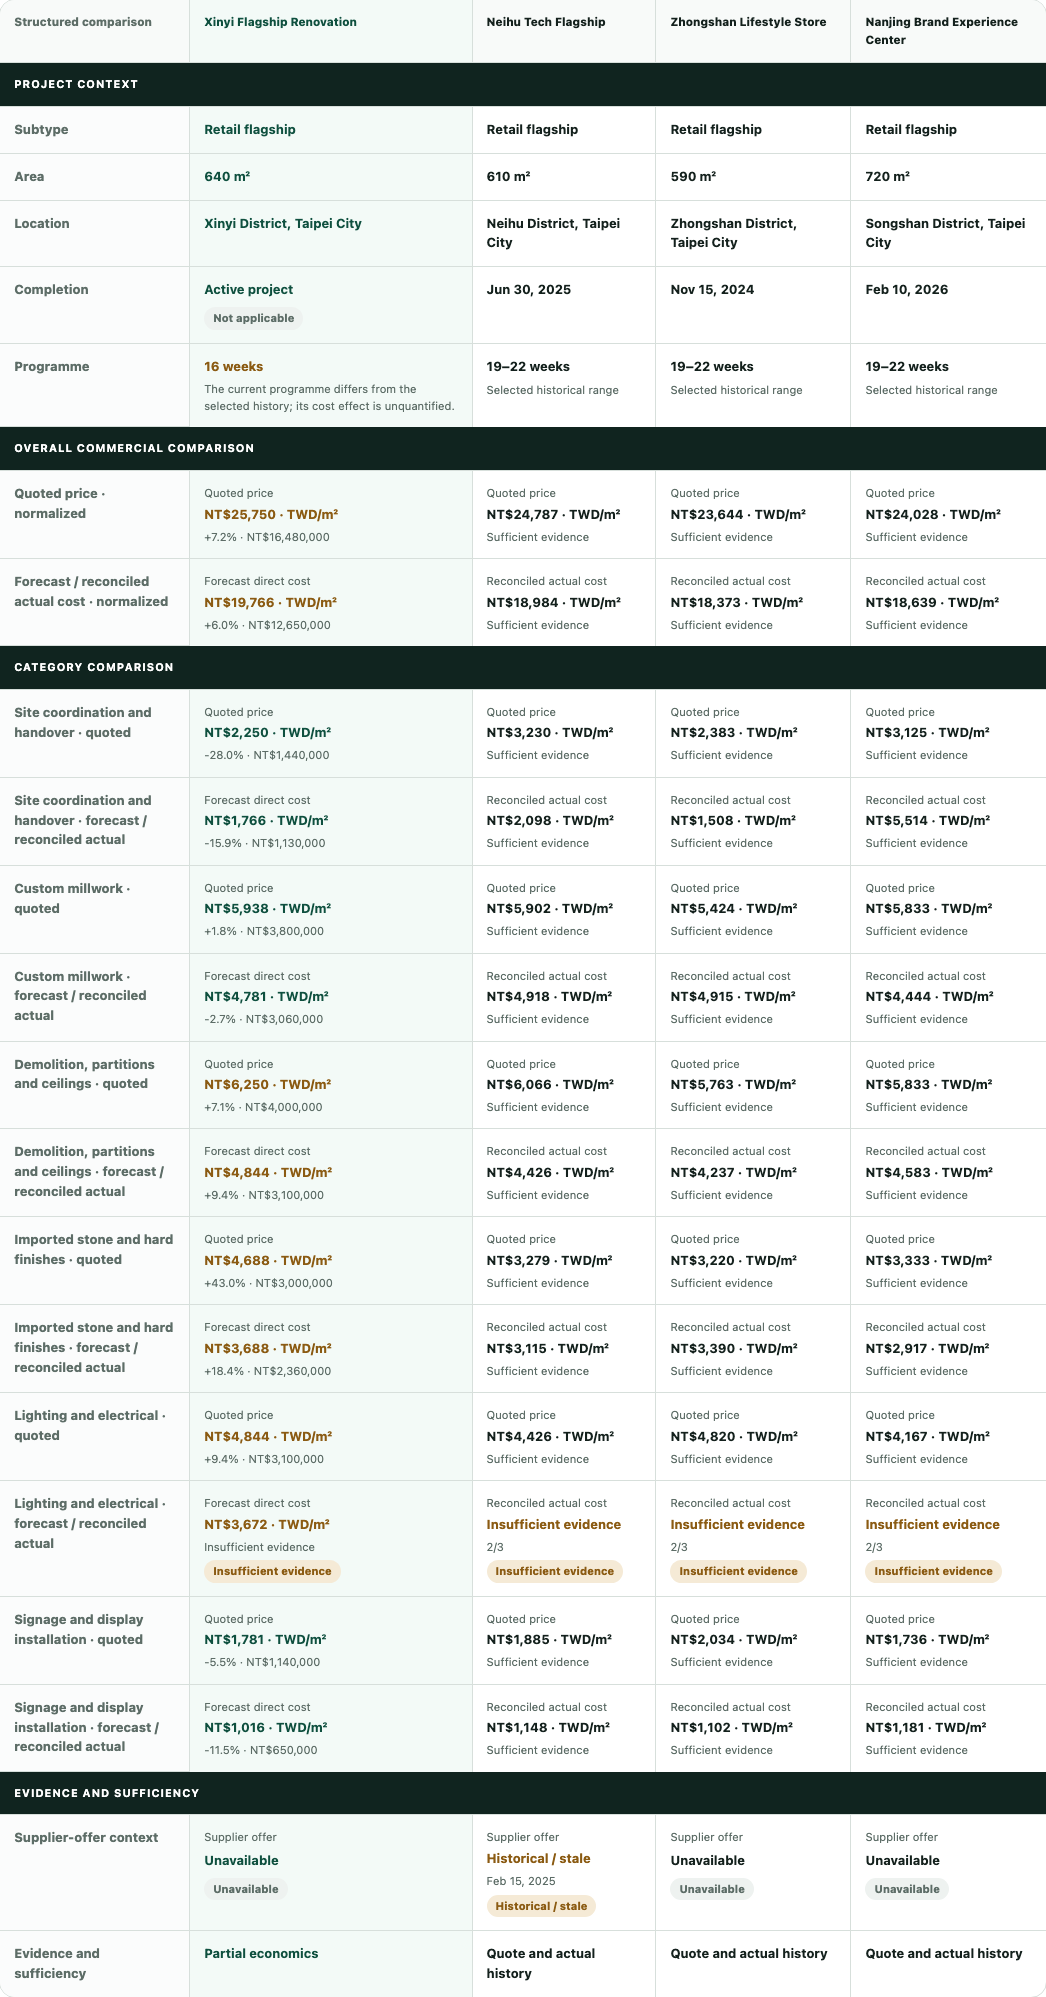 Structured comparison
Xinyi Flagship Renovation
Neihu Tech Flagship
Zhongshan Lifestyle Store
Nanjing Brand Experience
Center
PROJECT CONTEXT
Subtype
Retail flagship
Retail flagship
Retail flagship
Retail flagship
Area
640 m²
610 m²
590 m²
720 m²
Location
Xinyi District, Taipei City
Neihu District, Taipei
City
Zhongshan District,
Taipei City
Songshan District, Taipei
City
Completion
Active project
Not applicable
Jun 30, 2025
Nov 15, 2024
Feb 10, 2026
Programme
16 weeks
The current programme differs from the
selected history; its cost effect is unquantified.
19–22 weeks
Selected historical range
19–22 weeks
Selected historical range
19–22 weeks
Selected historical range
OVERALL COMMERCIAL COMPARISON
Quoted price ·
normalized
Quoted price
NT$25,750 · TWD/m²
+7.2% · NT$16,480,000
Quoted price
NT$24,787 · TWD/m²
Sufficient evidence
Quoted price
NT$23,644 · TWD/m²
Sufficient evidence
Quoted price
NT$24,028 · TWD/m²
Sufficient evidence
Forecast / reconciled
actual cost · normalized
Forecast direct cost
NT$19,766 · TWD/m²
+6.0% · NT$12,650,000
Reconciled actual cost
NT$18,984 · TWD/m²
Sufficient evidence
Reconciled actual cost
NT$18,373 · TWD/m²
Sufficient evidence
Reconciled actual cost
NT$18,639 · TWD/m²
Sufficient evidence
CATEGORY COMPARISON
Site coordination and
handover · quoted
Quoted price
NT$2,250 · TWD/m²
-28.0% · NT$1,440,000
Quoted price
NT$3,230 · TWD/m²
Sufficient evidence
Quoted price
NT$2,383 · TWD/m²
Sufficient evidence
Quoted price
NT$3,125 · TWD/m²
Sufficient evidence
Site coordination and
handover · forecast /
reconciled actual
Forecast direct cost
NT$1,766 · TWD/m²
-15.9% · NT$1,130,000
Reconciled actual cost
NT$2,098 · TWD/m²
Sufficient evidence
Reconciled actual cost
NT$1,508 · TWD/m²
Sufficient evidence
Reconciled actual cost
NT$5,514 · TWD/m²
Sufficient evidence
Custom millwork ·
quoted
Quoted price
NT$5,938 · TWD/m²
+1.8% · NT$3,800,000
Quoted price
NT$5,902 · TWD/m²
Sufficient evidence
Quoted price
NT$5,424 · TWD/m²
Sufficient evidence
Quoted price
NT$5,833 · TWD/m²
Sufficient evidence
Custom millwork ·
forecast / reconciled
actual
Forecast direct cost
NT$4,781 · TWD/m²
-2.7% · NT$3,060,000
Reconciled actual cost
NT$4,918 · TWD/m²
Sufficient evidence
Reconciled actual cost
NT$4,915 · TWD/m²
Sufficient evidence
Reconciled actual cost
NT$4,444 · TWD/m²
Sufficient evidence
Demolition, partitions
and ceilings · quoted
Quoted price
NT$6,250 · TWD/m²
+7.1% · NT$4,000,000
Quoted price
NT$6,066 · TWD/m²
Sufficient evidence
Quoted price
NT$5,763 · TWD/m²
Sufficient evidence
Quoted price
NT$5,833 · TWD/m²
Sufficient evidence
Demolition, partitions
and ceilings · forecast /
reconciled actual
Forecast direct cost
NT$4,844 · TWD/m²
+9.4% · NT$3,100,000
Reconciled actual cost
NT$4,426 · TWD/m²
Sufficient evidence
Reconciled actual cost
NT$4,237 · TWD/m²
Sufficient evidence
Reconciled actual cost
NT$4,583 · TWD/m²
Sufficient evidence
Imported stone and hard
finishes · quoted
Quoted price
NT$4,688 · TWD/m²
+43.0% · NT$3,000,000
Quoted price
NT$3,279 · TWD/m²
Sufficient evidence
Quoted price
NT$3,220 · TWD/m²
Sufficient evidence
Quoted price
NT$3,333 · TWD/m²
Sufficient evidence
Imported stone and hard
finishes · forecast /
reconciled actual
Forecast direct cost
NT$3,688 · TWD/m²
+18.4% · NT$2,360,000
Reconciled actual cost
NT$3,115 · TWD/m²
Sufficient evidence
Reconciled actual cost
NT$3,390 · TWD/m²
Sufficient evidence
Reconciled actual cost
NT$2,917 · TWD/m²
Sufficient evidence
Lighting and electrical ·
quoted
Quoted price
NT$4,844 · TWD/m²
+9.4% · NT$3,100,000
Quoted price
NT$4,426 · TWD/m²
Sufficient evidence
Quoted price
NT$4,820 · TWD/m²
Sufficient evidence
Quoted price
NT$4,167 · TWD/m²
Sufficient evidence
Lighting and electrical ·
forecast / reconciled
actual
Forecast direct cost
NT$3,672 · TWD/m²
Insufficient evidence
Insufficient evidence
Reconciled actual cost
Insufficient evidence
2/3
Insufficient evidence
Reconciled actual cost
Insufficient evidence
2/3
Insufficient evidence
Reconciled actual cost
Insufficient evidence
2/3
Insufficient evidence
Signage and display
installation · quoted
Quoted price
NT$1,781 · TWD/m²
-5.5% · NT$1,140,000
Quoted price
NT$1,885 · TWD/m²
Sufficient evidence
Quoted price
NT$2,034 · TWD/m²
Sufficient evidence
Quoted price
NT$1,736 · TWD/m²
Sufficient evidence
Signage and display
installation · forecast /
reconciled actual
Forecast direct cost
NT$1,016 · TWD/m²
-11.5% · NT$650,000
Reconciled actual cost
NT$1,148 · TWD/m²
Sufficient evidence
Reconciled actual cost
NT$1,102 · TWD/m²
Sufficient evidence
Reconciled actual cost
NT$1,181 · TWD/m²
Sufficient evidence
EVIDENCE AND SUFFICIENCY
Supplier-offer context
Supplier offer
Unavailable
Unavailable
Supplier offer
Historical / stale
Feb 15, 2025
Historical / stale
Supplier offer
Unavailable
Unavailable
Supplier offer
Unavailable
Unavailable
Evidence and
sufficiency
Partial economics
Quote and actual
history
Quote and actual history
Quote and actual history